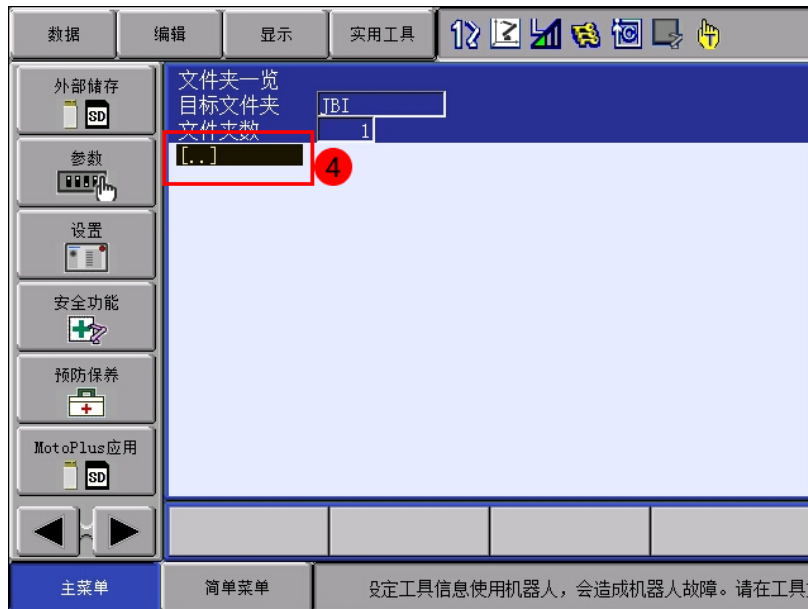 数据 编辑 显示 实用工具
外部储存
SD
参数
设置
安全功能
预防保养
MotoPlus应用
SD
文件夹一览
目标文件夹 JBI
文件夹数 1
[..]
4
主菜单 简单菜单 设定工具信息使用机器人，会造成机器人故障。请在工具